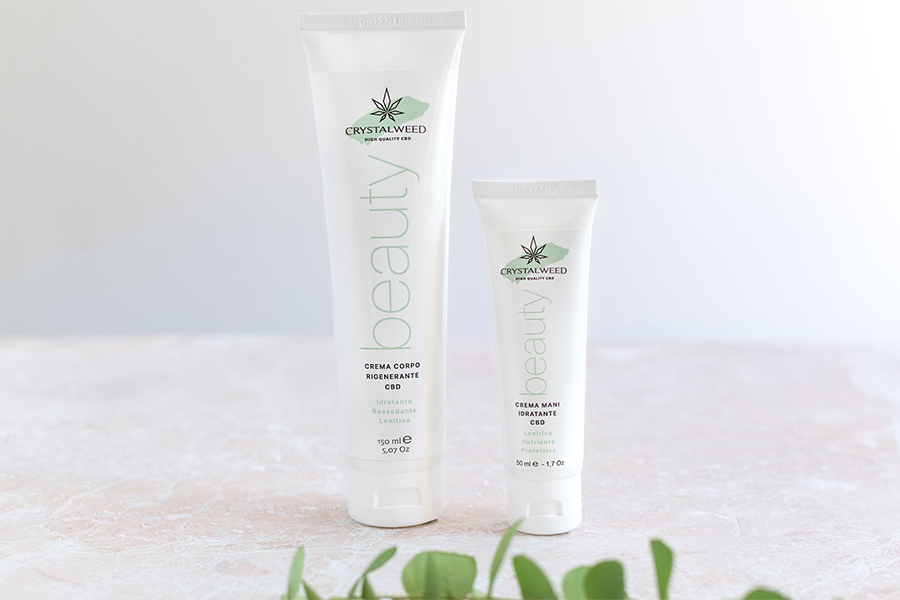 CRYSTALWEED
HIGH QUALITY CBD
beauty
CREMA CORPO
RIGENERANTE
CBD
Idratante
Rassodante
Lenitiva
150 ml e
5,07 Oz
CRYSTALWEED
HIGH QUALITY CBD
beauty
CREMA MANI
IDRATANTE
CBD
Lenitiva
Nutriente
Protettiva
50 ml e - 1,7 Oz